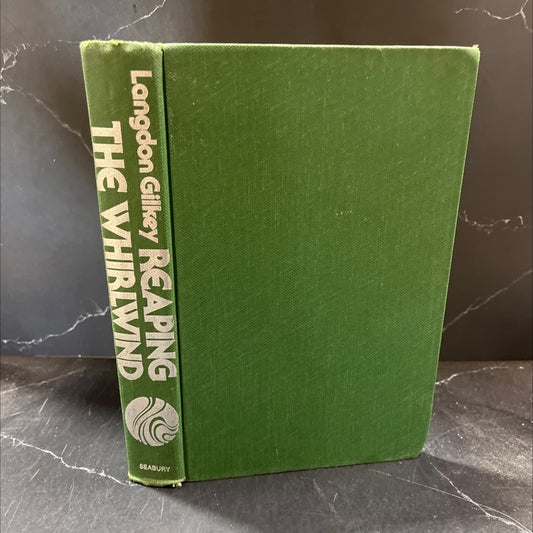 Langdon Gilkey REAPING
THE WHIRLWIND
SEABURY